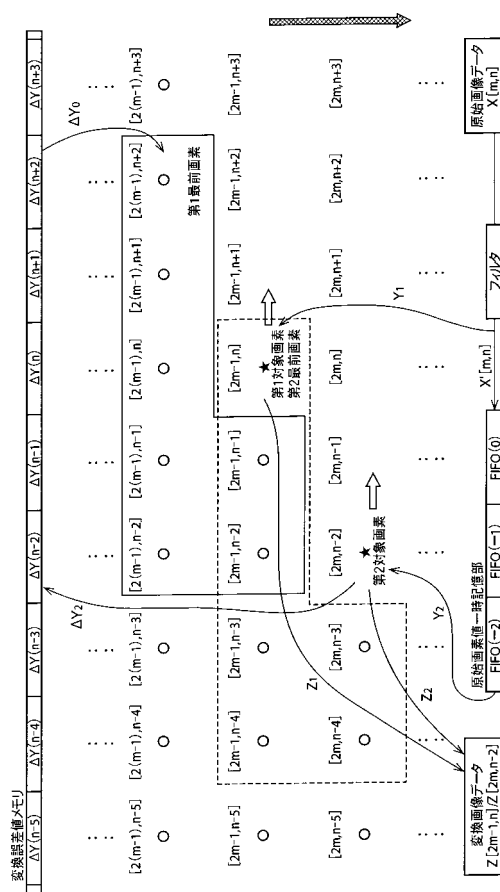 変換誤差値メモリ
ΔY(n-5) ΔY(n-4) ΔY(n-3) ΔY(n-2) ΔY(n-1) ΔY(n) ΔY(n+1) ΔY(n+2) ΔY(n+3)
ΔY₀
[2(m-1),n-5] [2(m-1),n-4] [2(m-1),n-3] [2(m-1),n-2] [2(m-1),n-1] [2(m-1),n] [2(m-1),n+1] [2(m-1),n+2] [2(m-1),n+3]
第1最前画素
ΔY₂
[2m-1,n-5] [2m-1,n-4] [2m-1,n-3] [2m-1,n-2] [2m-1,n-1] [2m-1,n] [2m-1,n+1] [2m-1,n+2] [2m-1,n+3]
第1対象画素
第2最前画素
Z₁
Y₁
[2m,n-5] [2m,n-4] [2m,n-3] [2m,n-2] [2m,n-1] [2m,n] [2m,n+1] [2m,n+2] [2m,n+3]
第2対象画素
Z₂
Y₂
原始画素値一時記憶部
X'[m,n]
変換画像データ
Z[2m-1,n]/Z[2m,n-2]
FIFO(-2) FIFO(-1) FIFO(0)
フィルタ
原始画像データ
X[m,n]